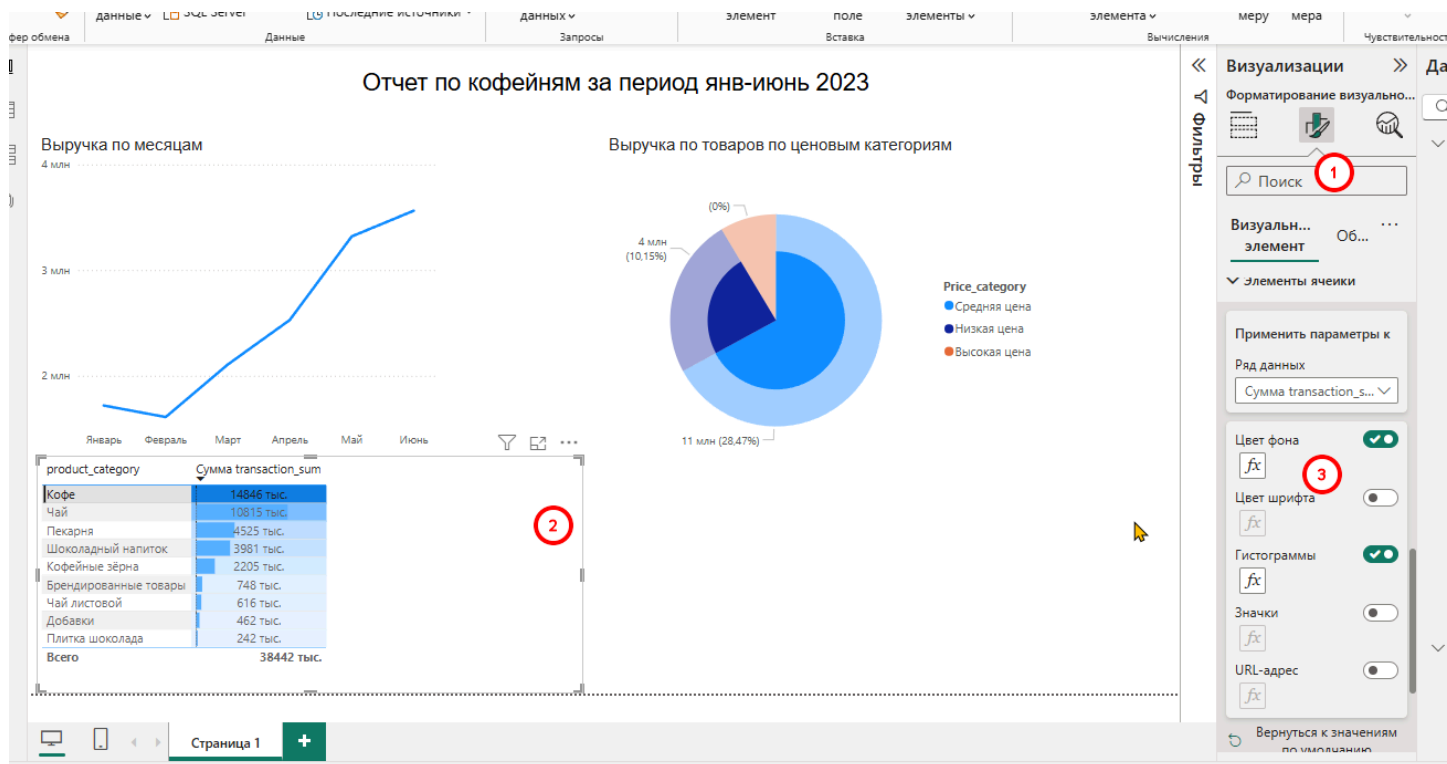 данные
SQL Server
Последние источники
данных
элемент
поле
элементы
элемента
меру
мера
фер обмена
Данные
Запросы
Вставка
Вычисления
Чувствительност
Отчет по кофейням за период янв-июнь 2023
Выручка по месяцам
4 млн
3 млн
2 млн
Январь Февраль Март Апрель Май Июнь
Выручка по товаров по ценовым категориям
(0%)
4 млн
(10,15%)
11 млн (28,47%)
Price_category
Средняя цена
Низкая цена
Высокая цена
product_category Сумма transaction_sum
Кофе 14846 тыс.
Чай 10815 тыс.
Пекарня 4525 тыс.
Шоколадный напиток 3981 тыс.
Кофейные зёрна 2205 тыс.
Брендированные товары 748 тыс.
Чай листовой 616 тыс.
Добавки 462 тыс.
Плитка шоколада 242 тыс.
Всего 38442 тыс.
2
Страница 1
Фильтры
Визуализации
Да
Форматирование визуально...
1
Поиск
Визуальн...
элемент
Об...
Элементы ячейки
Применить параметры к
Ряд данных
Сумма transaction_s...
Цвет фона
fx
3
Цвет шрифта
fx
Гистограммы
fx
Значки
fx
URL-адрес
fx
Вернуться к значениям
по умолчанию